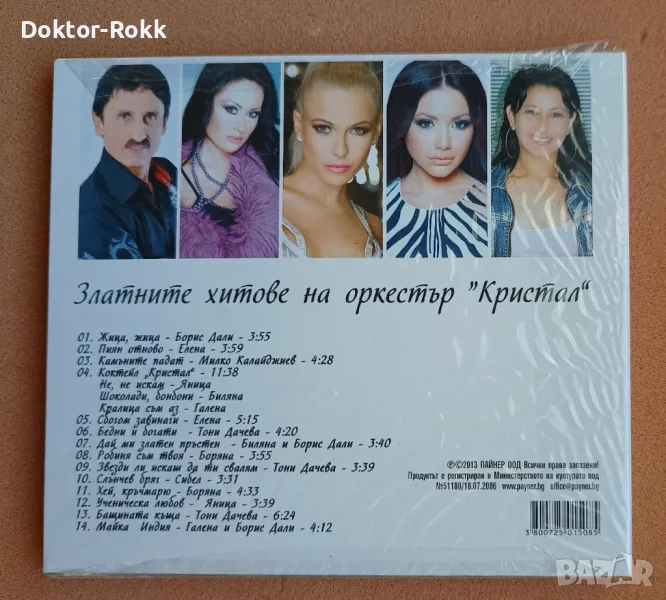 Doktor-Rokk
Златните хитове на оркестър "Кристал"
01. Жица, жица - Борис Дали - 3:55
02. Пиян отново - Елена - 3:59
03. Камъните падат - Милко Калайджиев - 4:28
04. Коктейл „Кристал" - 11:38
Не, не искам - Яница
Шоколади, бонбони - Биляна
Кралица съм аз - Галена
05. Сбогом завинаги - Елена - 5:15
06. Бедни и богати - Тони Дачева - 4:20
07. Дай ми златен пръстен - Биляна и Борис Дали - 3:40
08. Робиня съм твоя - Боряна - 3:55
09. Звезди ли искаш да ти свалям - Тони Дачева - 3:39
10. Слънчев бряг - Сибел - 3:31
11. Хей, кръчмарю - Боряна - 4:33
12. Ученическа любов - Яница - 3:39
13. Бащината къща - Тони Дачева - 6:24
14. Майка Индия - Галена и Борис Дали - 4:12
℗©2013 ПАЙНЕР ООД Всички права запазени!
Продуктът е регистриран в Министерството на културата под
№51180/18.07.2006 www.payner.bg office@payner.bg
3 800725 015085
BAZAR